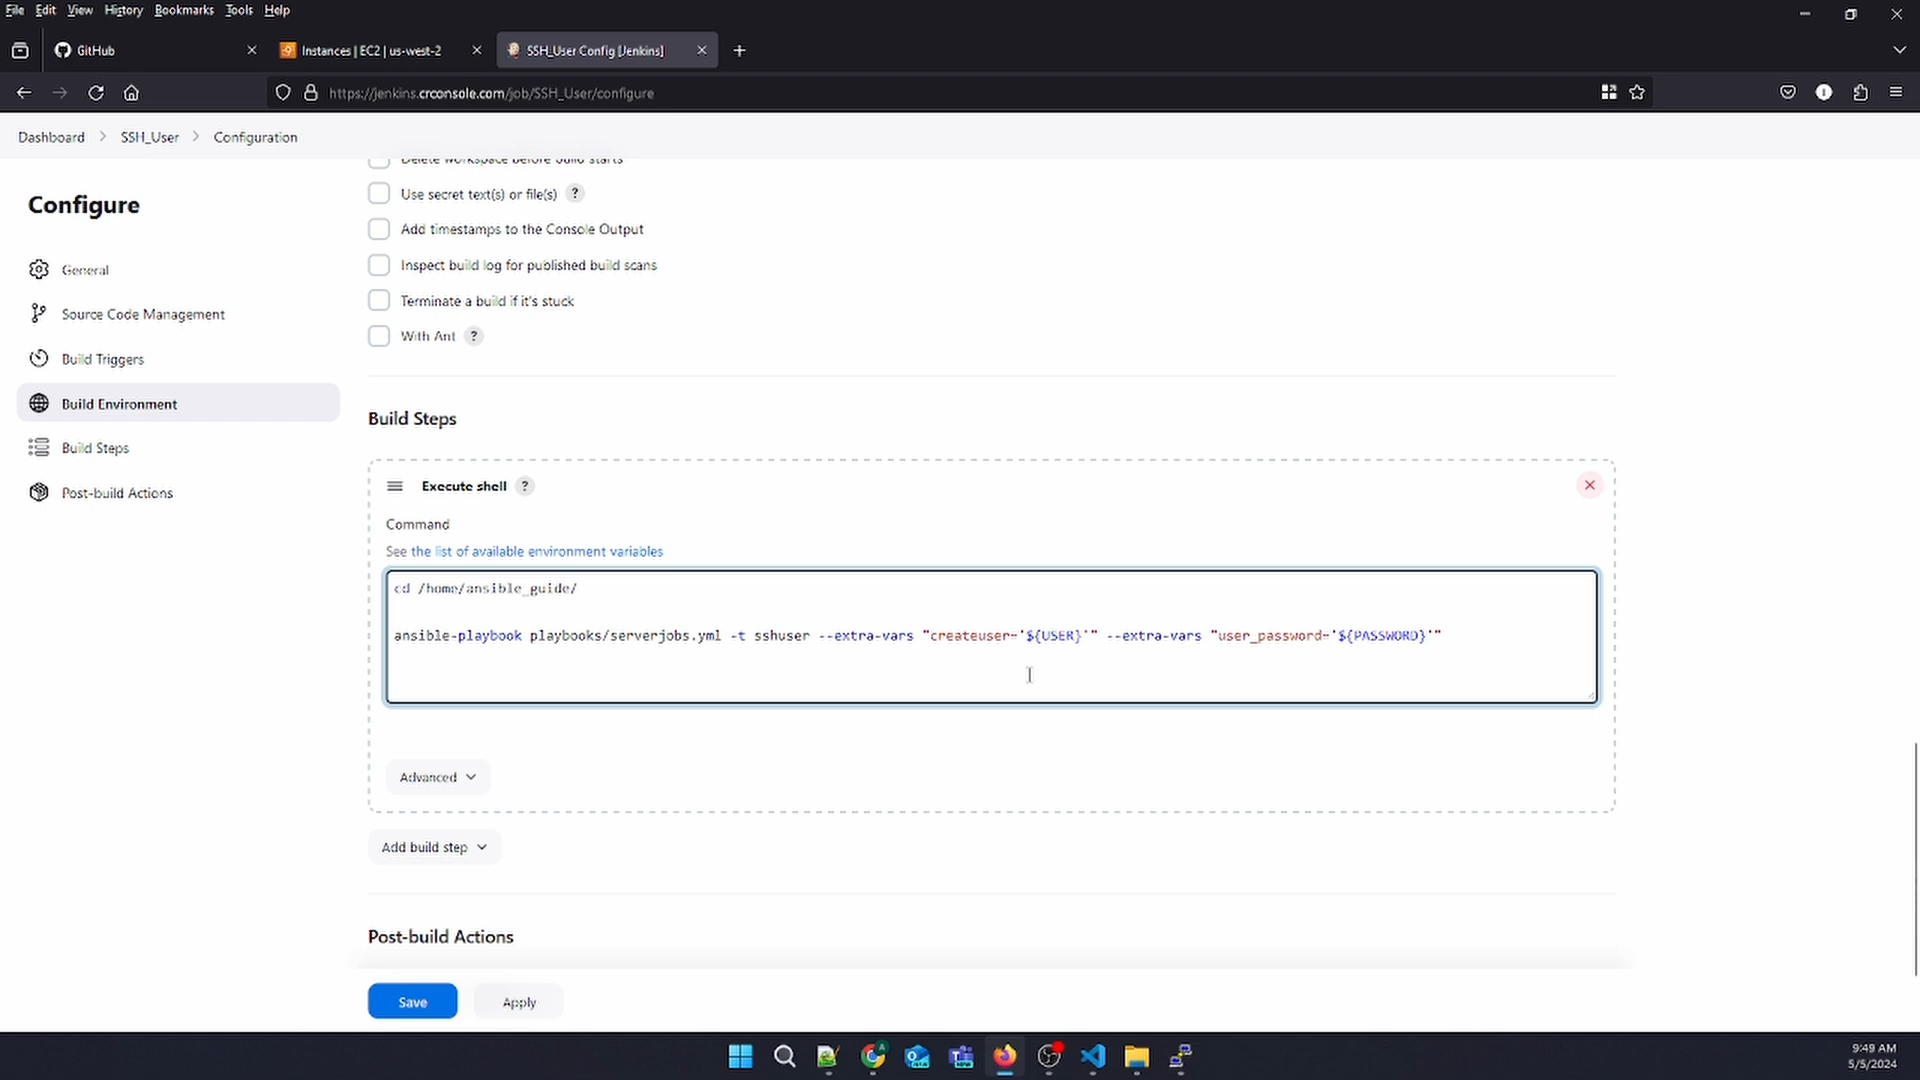 File Edit View History Bookmarks Tools Help
GitHub
Instances | EC2 | us-west-2
SSH_User Config [Jenkins]
https://jenkins.crconsole.com/job/SSH_User/configure
Dashboard > SSH_User > Configuration
Configure
General
Source Code Management
Build Triggers
Build Environment
Build Steps
Post-build Actions
Delete workspace before build starts
Use secret text(s) or file(s) ?
Add timestamps to the Console Output
Inspect build log for published build scans
Terminate a build if it's stuck
With Ant ?
Build Steps
Execute shell ?
Command
See the list of available environment variables
cd /home/ansible_guide/
ansible-playbook playbooks/serverjobs.yml -t sshuser --extra-vars "createuser='${USER}'" --extra-vars "user_password='${PASSWORD}'"
Advanced
Add build step
Post-build Actions
Save
Apply
9:49 AM
5/5/2024